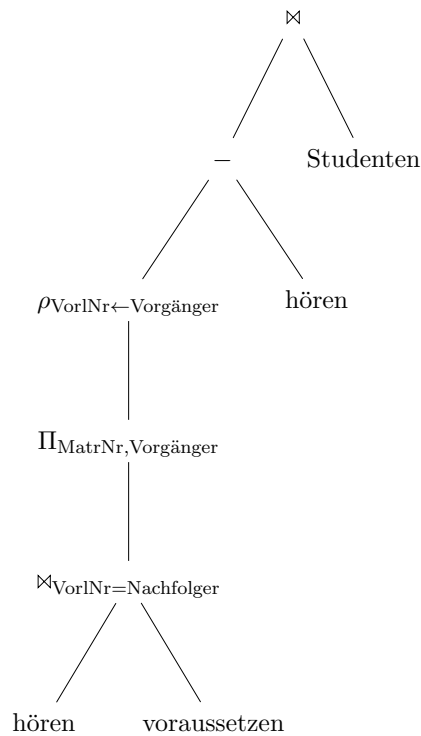 ⋈
− Studenten
ρVorlNr←Vorgänger hören
ΠMatrNr,Vorgänger
⋈VorlNr=Nachfolger
hören voraussetzen